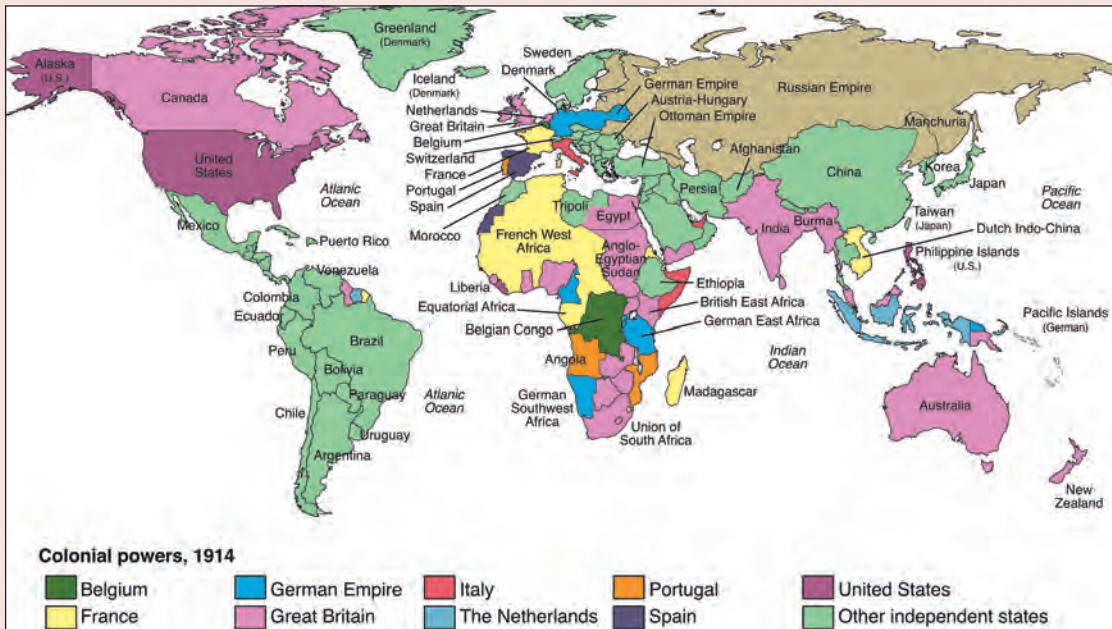 Greenland
(Denmark)
Sweden
Denmark
Alaska
(U.S.)
Iceland
(Denmark)
German Empire
Austria-Hungary
Ottoman Empire
Russian Empire
Canada
Netherlands
Great Britain
Belgium
Switzerland
France
Portugal
Spain
Morocco
Manchuria
Afghanistan
Korea
United
States
Atlanic
Ocean
Tripoli
Persia
China
Japan
Pacific
Ocean
Mexico
Puerto Rico
French West
Africa
Egypt
India
Burma
Taiwan
(Japan)
Dutch Indo-China
Philippine Islands
(U.S.)
Anglo-
Egyptian
Sudan
Venezuela
Colombia
Ecuador
Liberia
Equatorial Africa
Belgian Congo
Ethiopia
British East Africa
German East Africa
Pacific Islands
(German)
Peru
Brazil
Bolivia
Paraguay
Chile
Uruguay
Argentina
Atlanic
Ocean
Angola
Indian
Ocean
German
Southwest
Africa
Madagascar
Union of
South Africa
Australia
New
Zealand
Colonial powers, 1914
Belgium
German Empire
Italy
Portugal
United States
France
Great Britain
The Netherlands
Spain
Other independent states